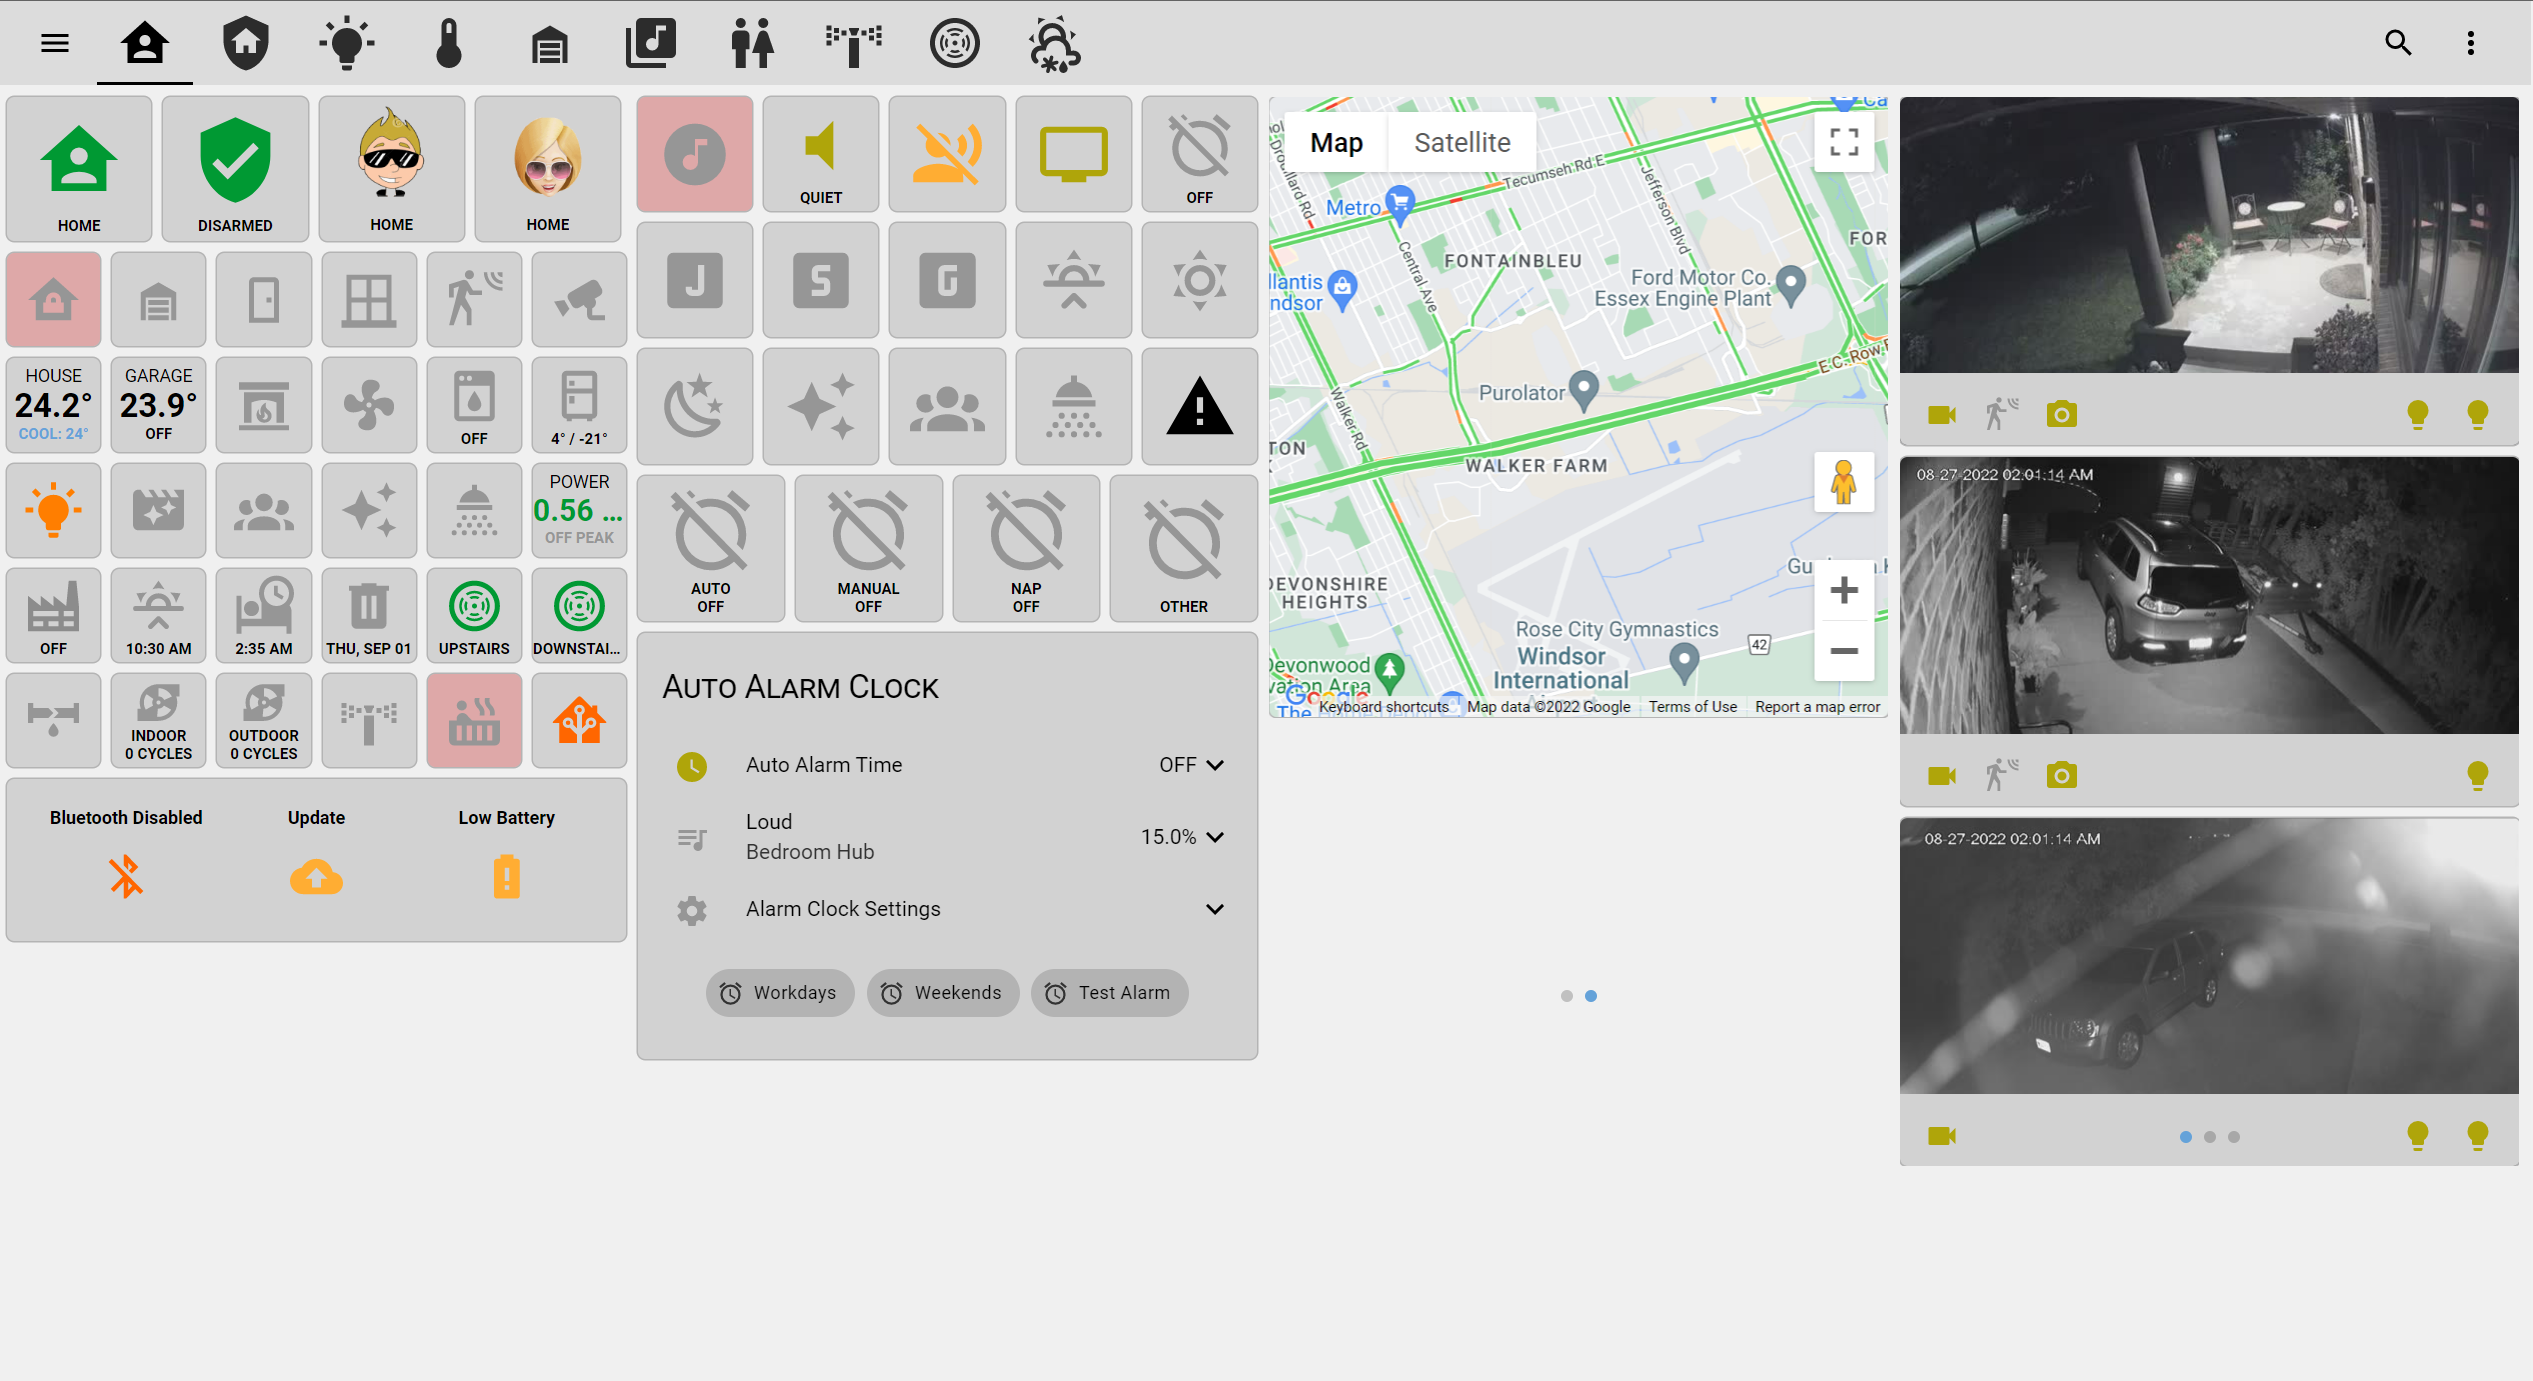 HOME
DISARMED
HOME
HOME
HOUSE
24.2°
COOL: 24°
GARAGE
23.9°
OFF
OFF
4° / -21°
POWER
0.56 ...
OFF PEAK
OFF
10:30 AM
2:35 AM
THU, SEP 01
UPSTAIRS
DOWNSTAI...
INDOOR
0 CYCLES
OUTDOOR
0 CYCLES
Bluetooth Disabled
Update
Low Battery
QUIET
OFF
J
S
G
AUTO
OFF
MANUAL
OFF
NAP
OFF
OTHER
AUTO ALARM CLOCK
Auto Alarm Time
OFF
Loud
Bedroom Hub
15.0%
Alarm Clock Settings
Workdays
Weekends
Test Alarm
Map
Satellite
Tecumseh Rd E
Drouillard Rd
Metro
Jefferson Blvd
Central Ave
FONTAINBLEU
FOR
Ford Motor Co.
Essex Engine Plant
llantis
ndsor
E.C. Row
Purolator
Walker Rd
TON
WALKER FARM
DEVONSHIRE
HEIGHTS
Gu
Rose City Gymnastics
42
Windsor
International
Devonwood
vation Area
Google
The
Keyboard shortcuts
Map data ©2022 Google
Terms of Use
Report a map error
08-27-2022 02:01:14 AM
08-27-2022 02:01:14 AM